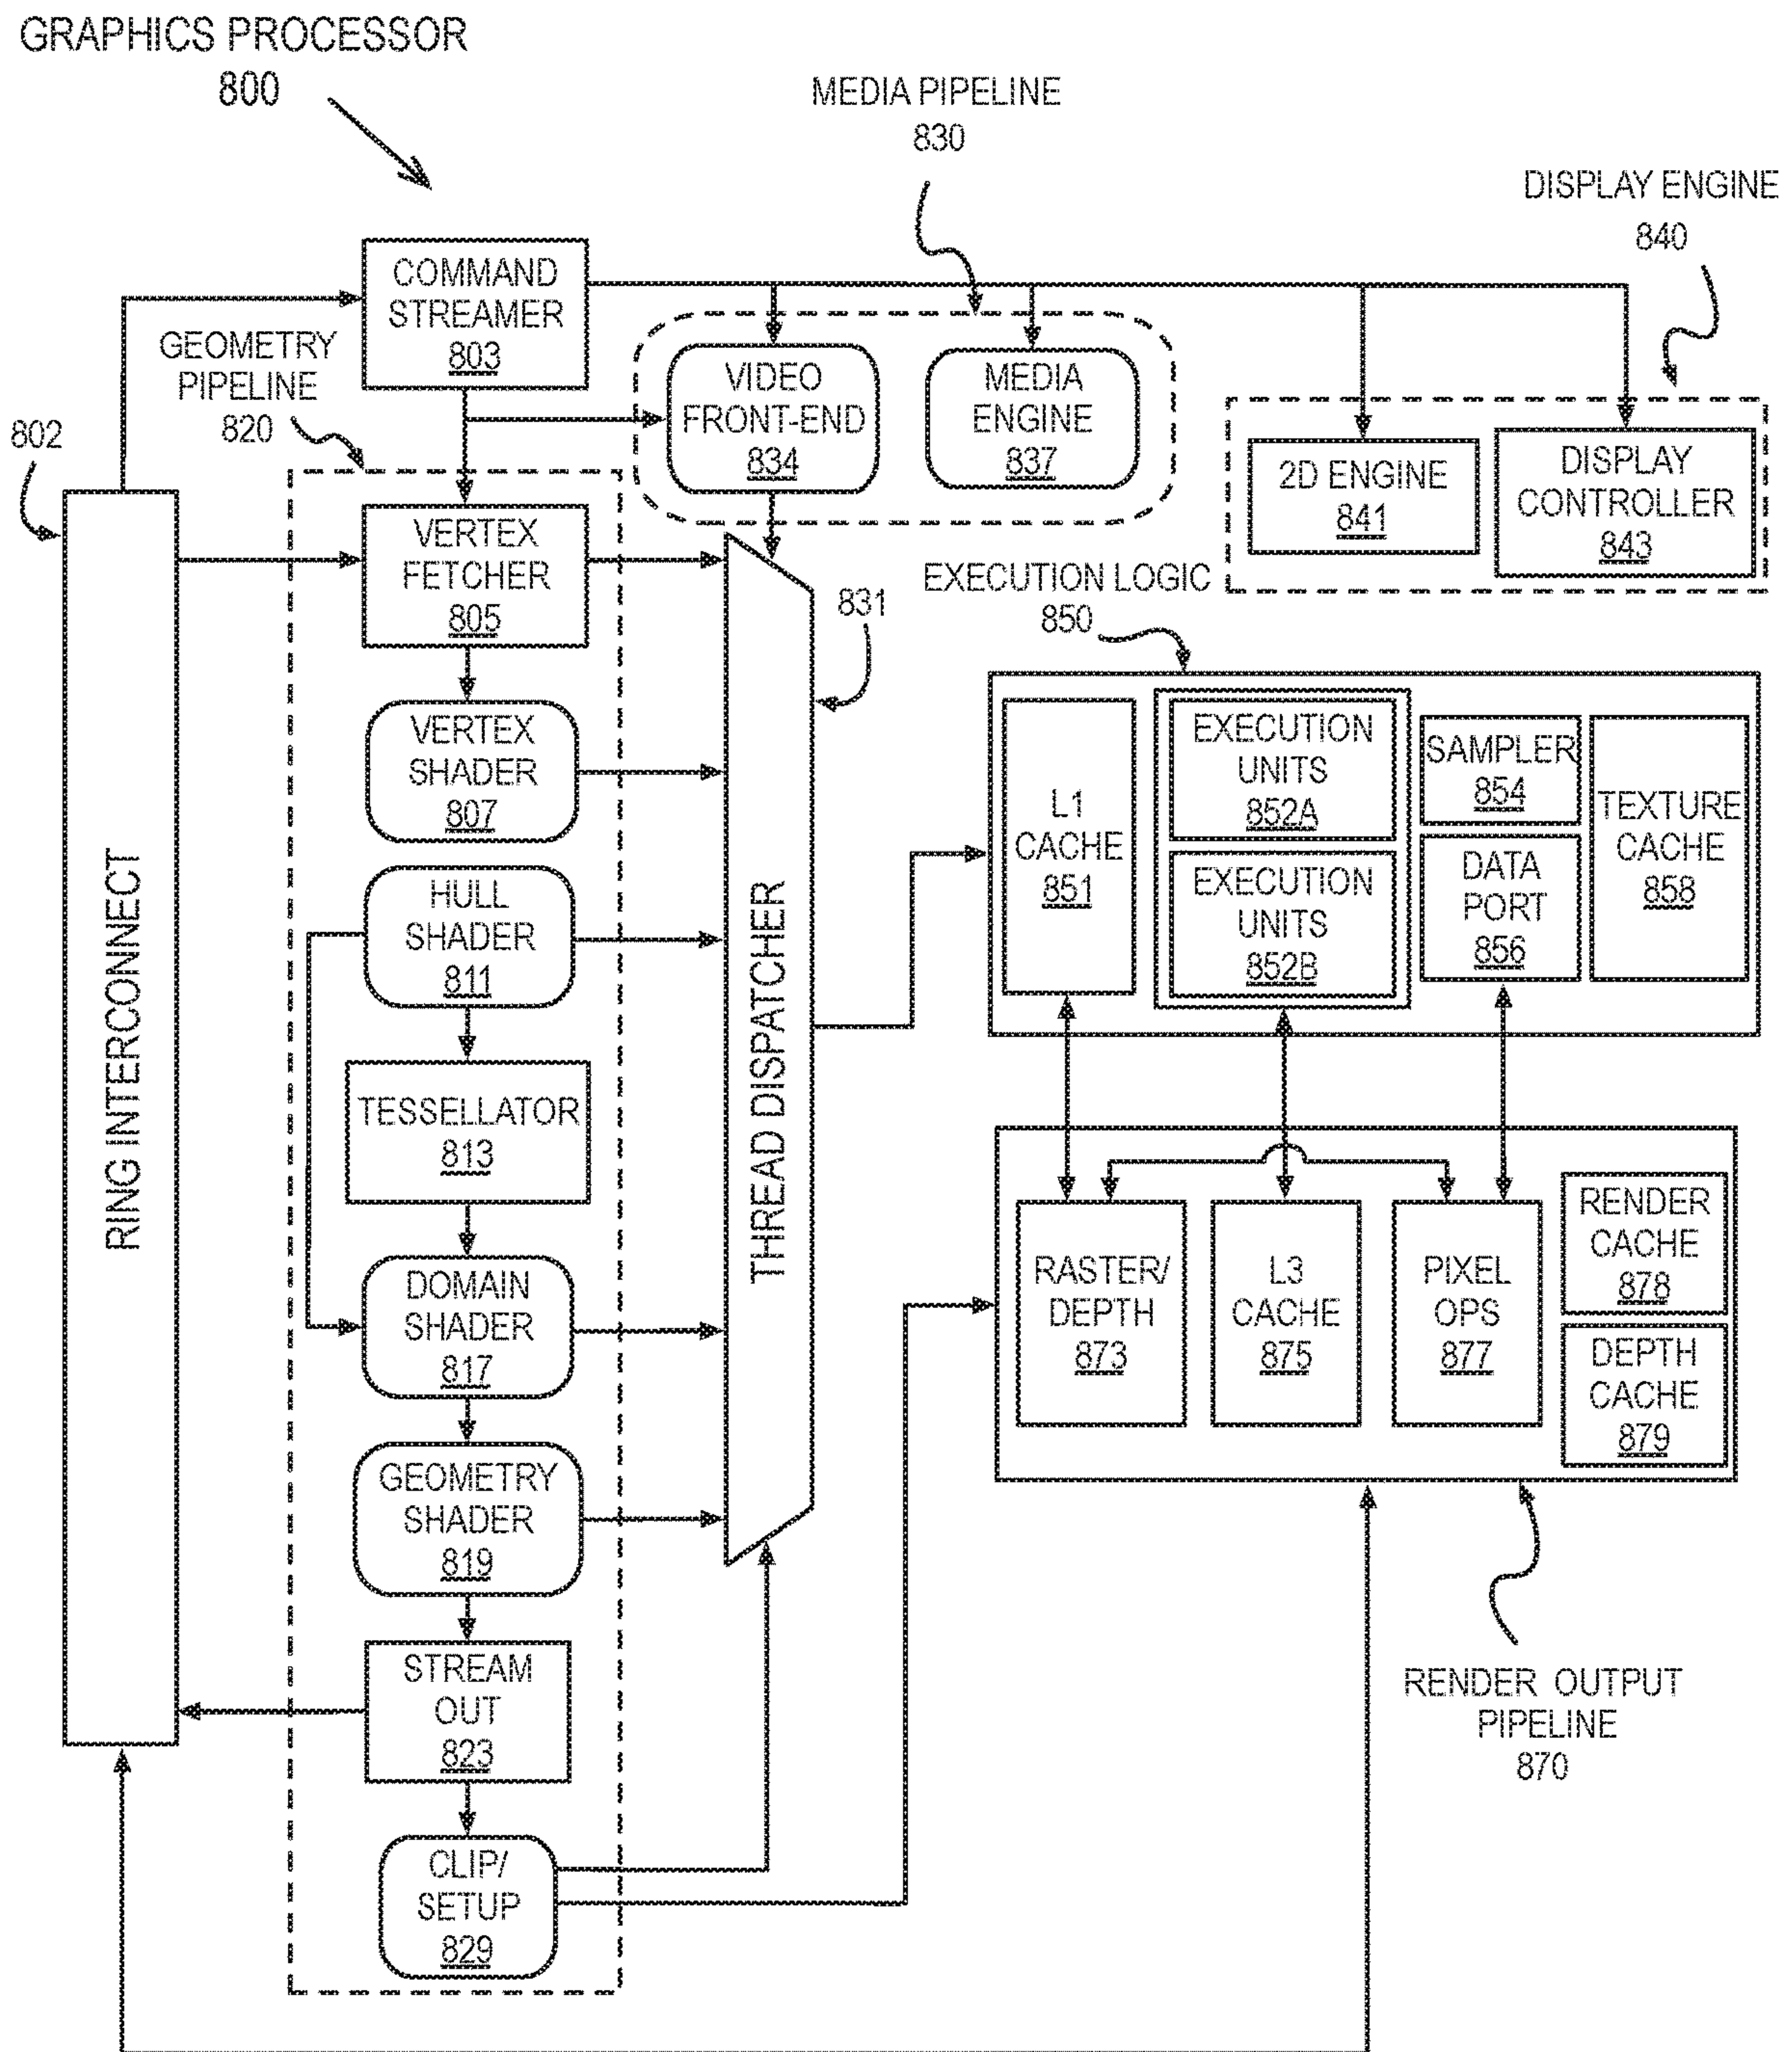 GRAPHICS PROCESSOR
800
MEDIA PIPELINE
830
DISPLAY ENGINE
840
COMMAND
STREAMER
803
GEOMETRY
PIPELINE
820
802
VIDEO
FRONT-END
834
MEDIA
ENGINE
837
2D ENGINE
841
DISPLAY
CONTROLLER
843
RING INTERCONNECT
VERTEX
FETCHER
805
VERTEX
SHADER
807
HULL
SHADER
811
TESSELLATOR
813
DOMAIN
SHADER
817
GEOMETRY
SHADER
819
STREAM
OUT
823
CLIP/
SETUP
829
THREAD DISPATCHER
831
EXECUTION LOGIC
850
L1
CACHE
851
EXECUTION
UNITS
852A
EXECUTION
UNITS
852B
SAMPLER
854
DATA
PORT
856
TEXTURE
CACHE
858
RASTER/
DEPTH
873
L3
CACHE
875
PIXEL
OPS
877
RENDER
CACHE
878
DEPTH
CACHE
879
RENDER OUTPUT
PIPELINE
870